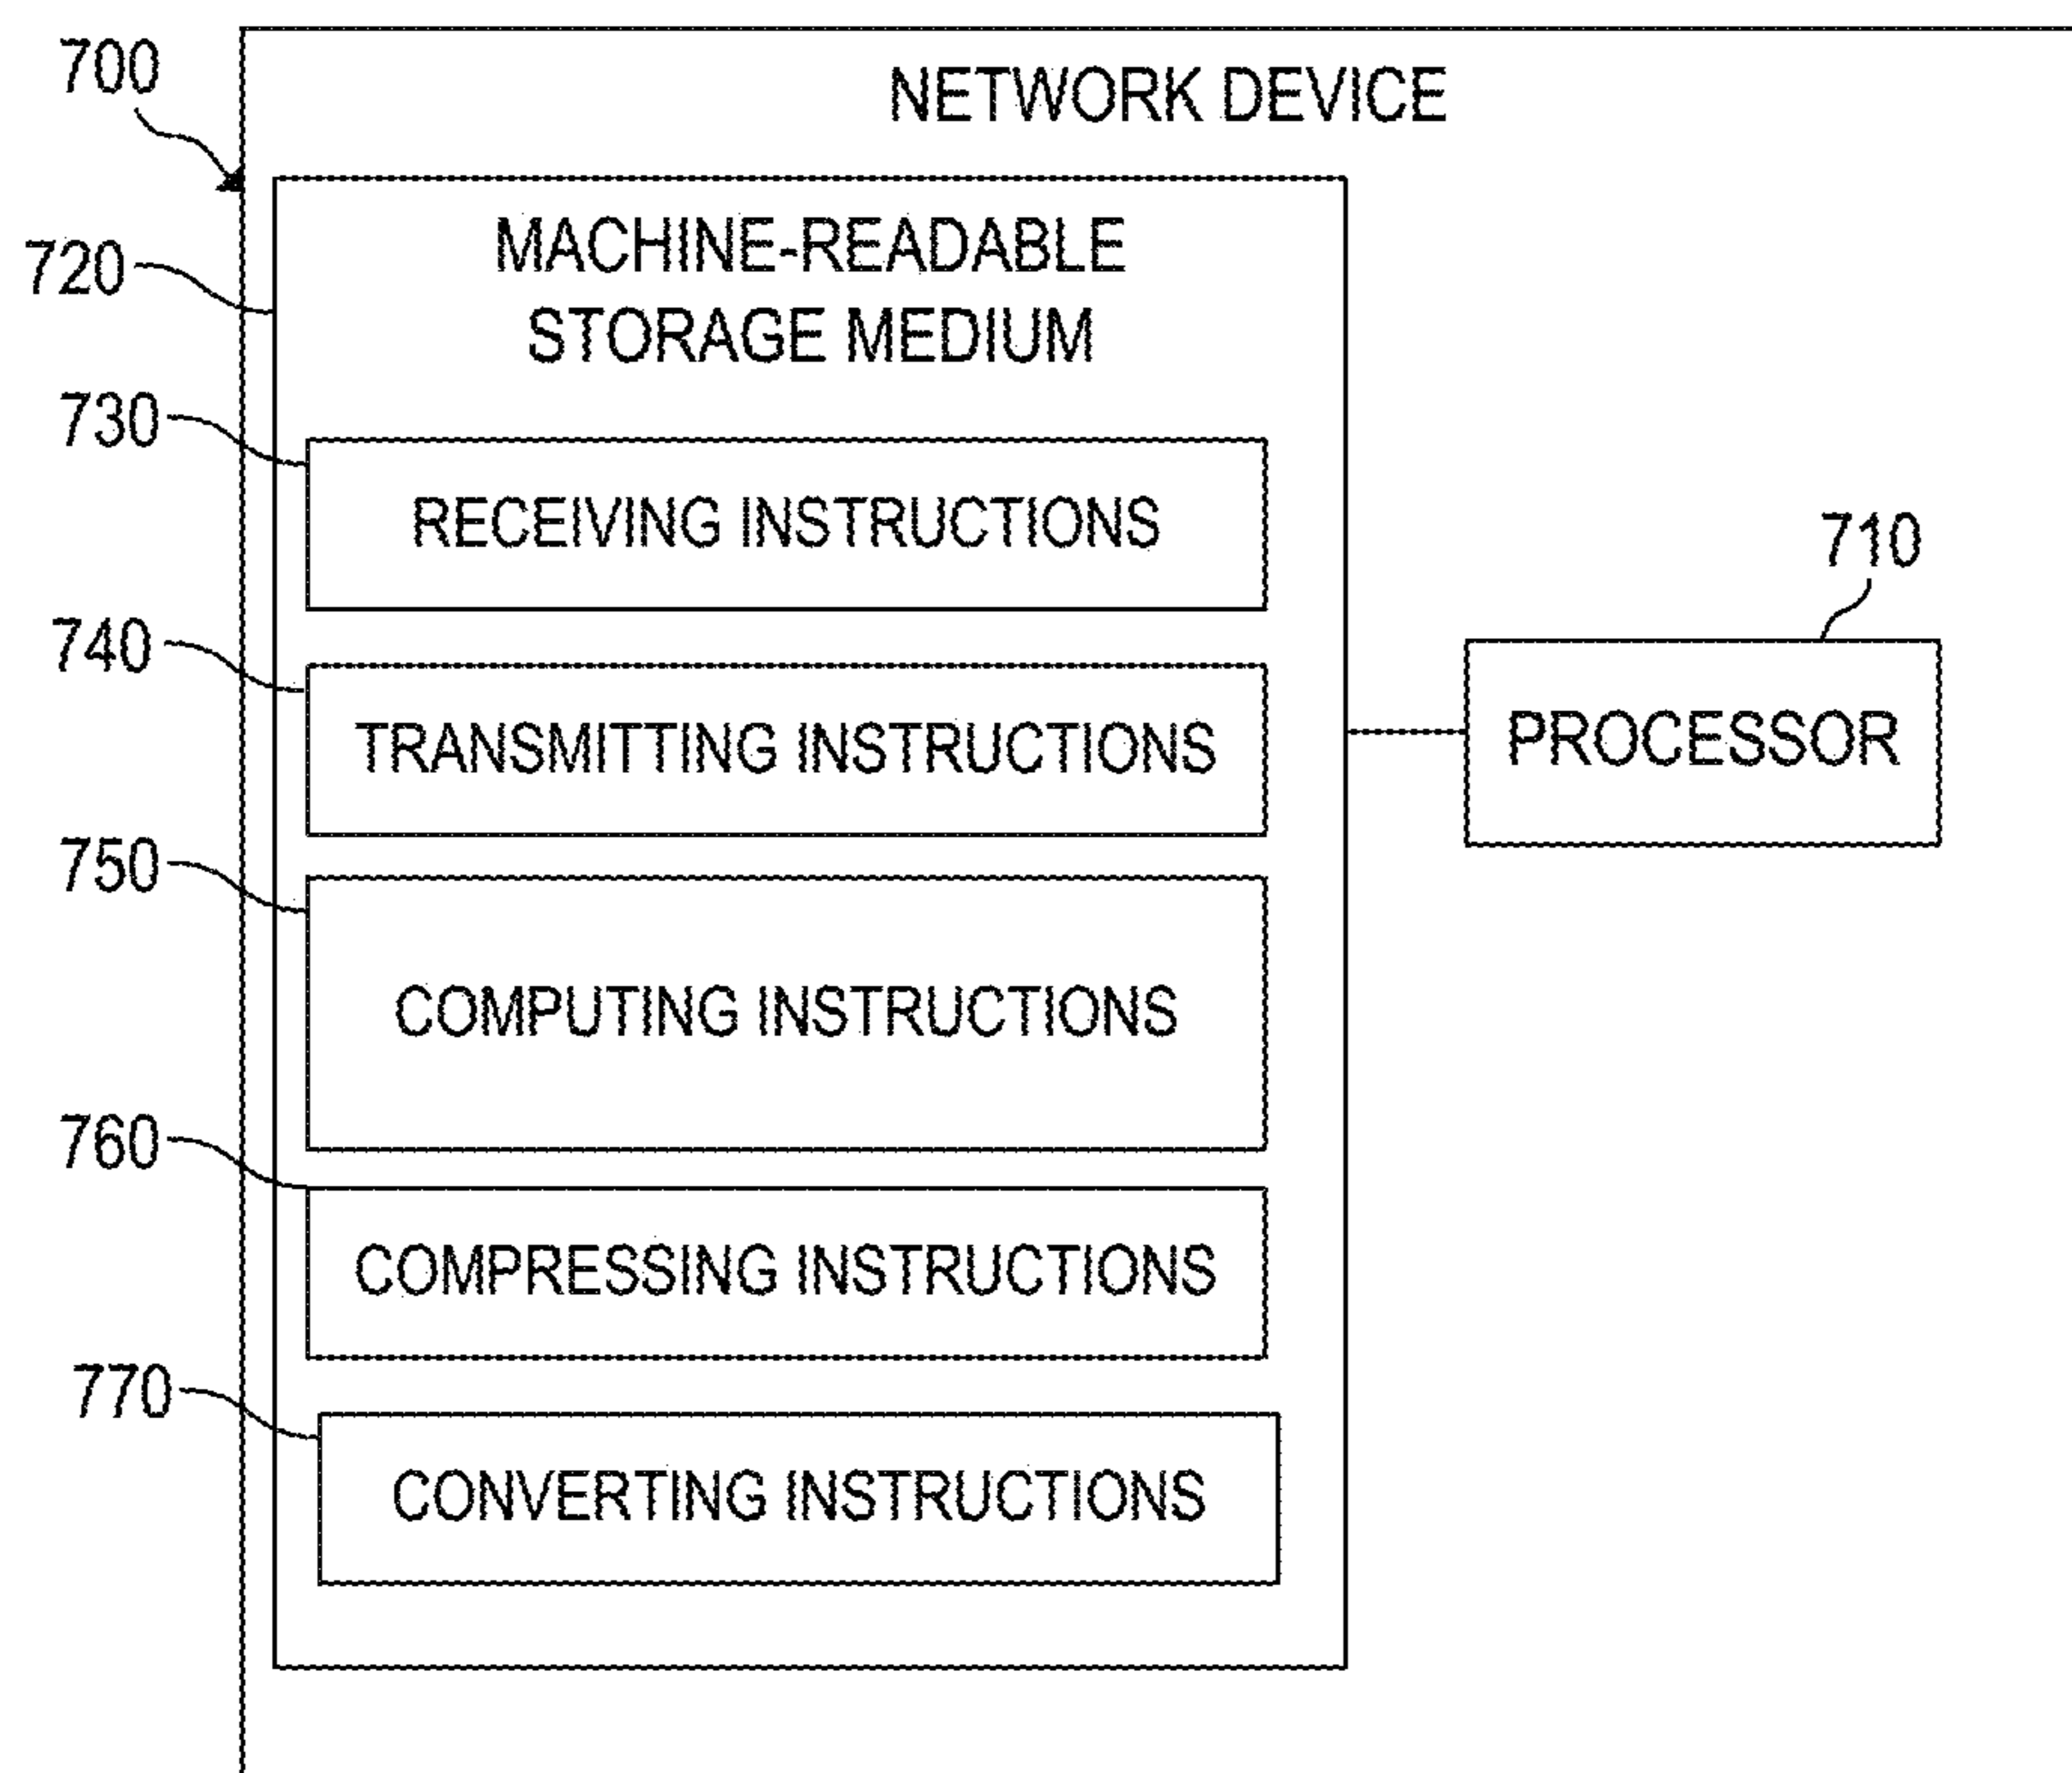 700
NETWORK DEVICE
720
MACHINE-READABLE
STORAGE MEDIUM
730
RECEIVING INSTRUCTIONS
710
740
TRANSMITTING INSTRUCTIONS
PROCESSOR
750
COMPUTING INSTRUCTIONS
760
COMPRESSING INSTRUCTIONS
770
CONVERTING INSTRUCTIONS